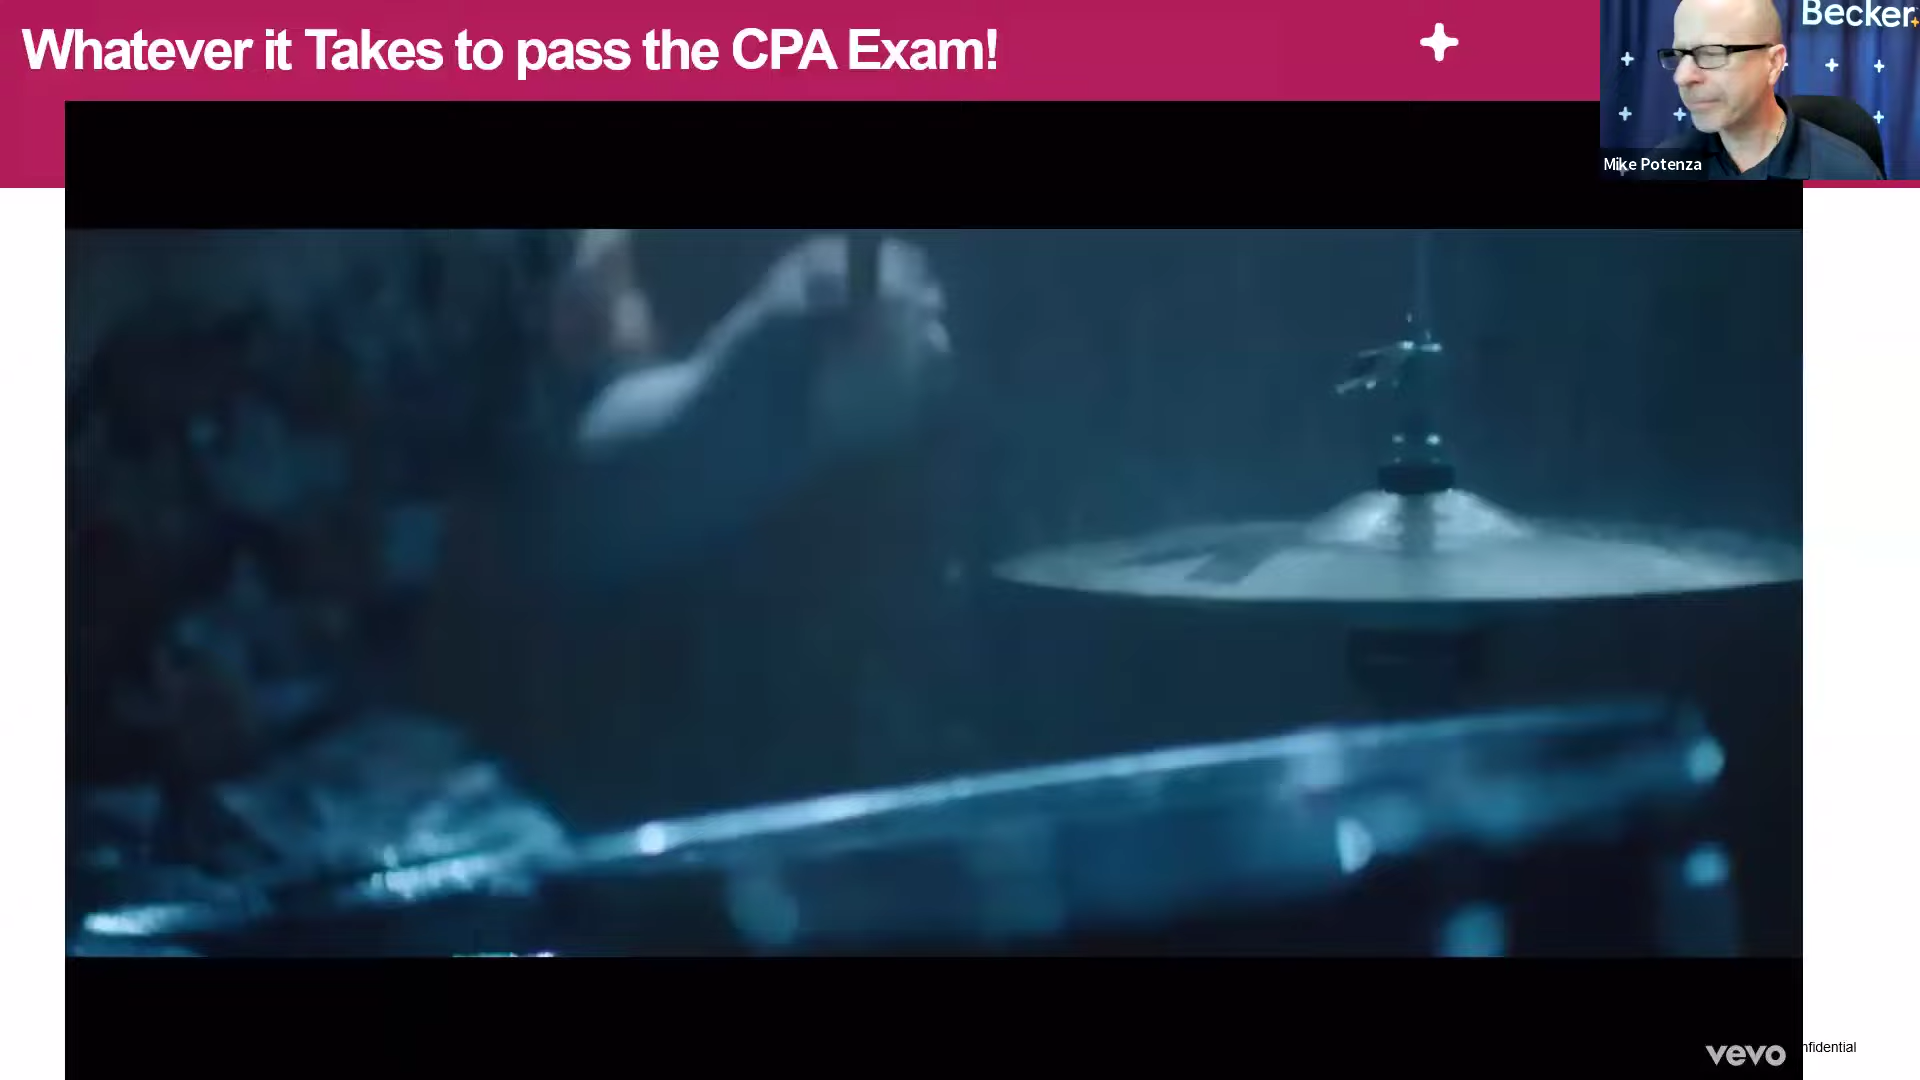 Whatever it Takes to pass the CPA Exam!
Becker
Mike Potenza
vevo
nfidential